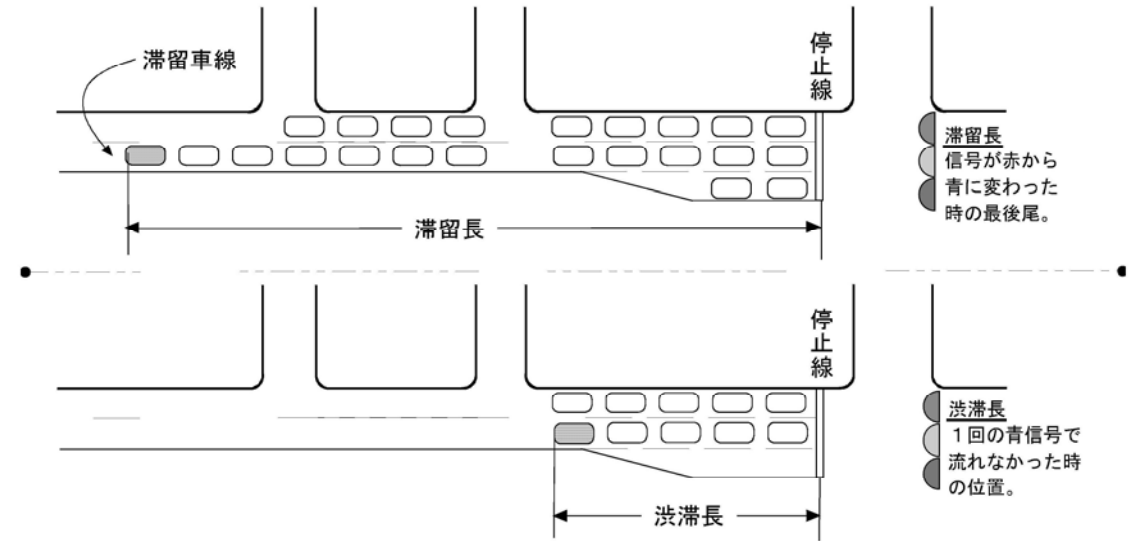 滞留車線
停止線
滞留長
信号が赤から
青に変わった
時の最後尾。
滞留長
停止線
渋滞長
１回の青信号で
流れなかった時
の位置。
渋滞長